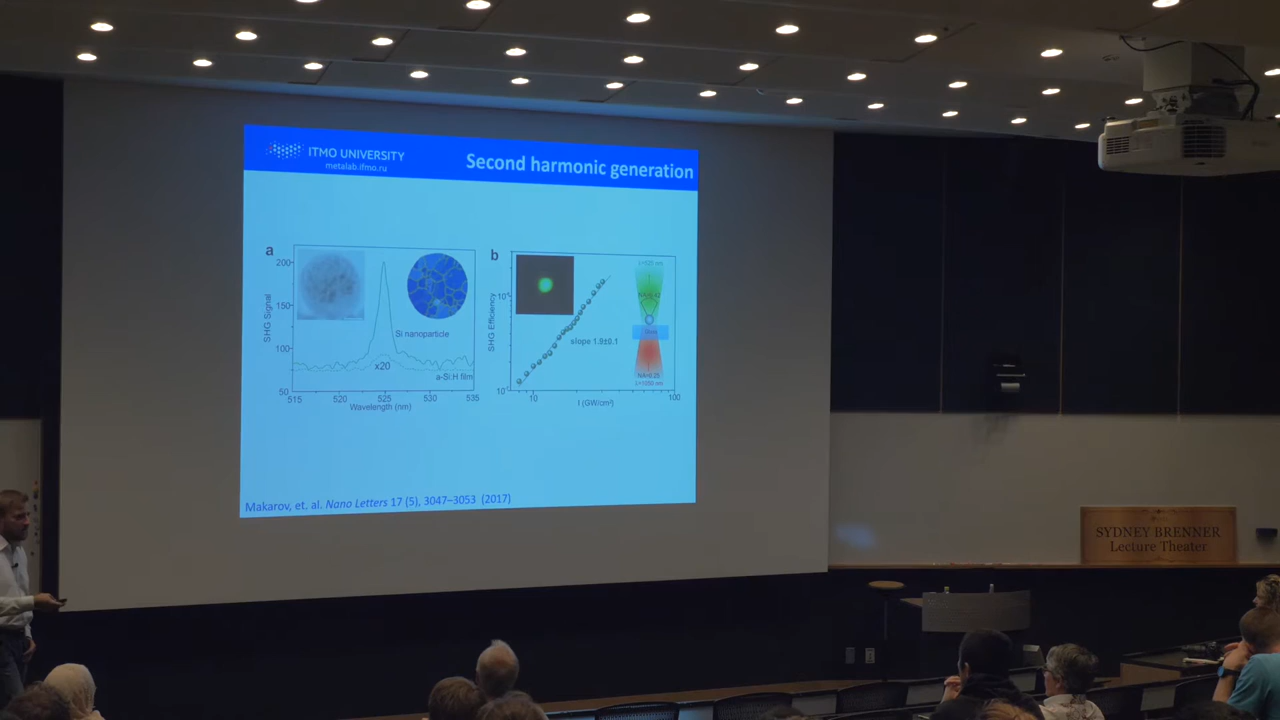 ITMO UNIVERSITY
metalab.ifmo.ru
Second harmonic generation
a
200
150
100
50
SHG Signal
Si nanoparticle
x20
a-Si:H film
515 520 525 530 535
Wavelength (nm)
b
SHG Efficiency
slope 1.9±0.1
10 100
I (GW/cm²)
Makarov, et. al. Nano Letters 17 (5), 3047–3053 (2017)
SYDNEY BRENNER
Lecture Theater